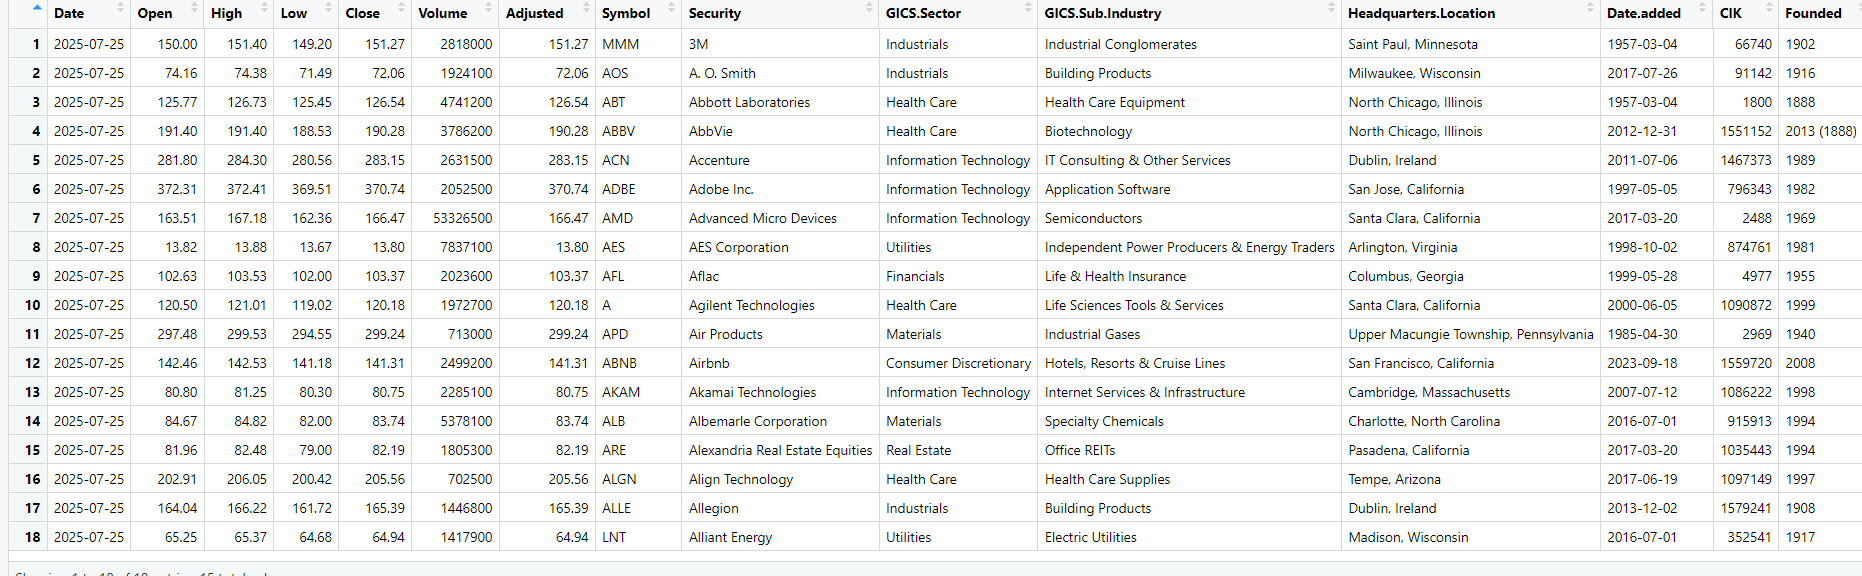 Date Open High Low Close Volume Adjusted Symbol Security GICS.Sector GICS.Sub.Industry Headquarters.Location Date.added CIK Founded
1 2025-07-25 150.00 151.40 149.20 151.27 2818000 151.27 MMM 3M Industrials Industrial Conglomerates Saint Paul, Minnesota 1957-03-04 66740 1902
2 2025-07-25 74.16 74.38 71.49 72.06 1924100 72.06 AOS A. O. Smith Industrials Building Products Milwaukee, Wisconsin 2017-07-26 91142 1916
3 2025-07-25 125.77 126.73 125.45 126.54 4741200 126.54 ABT Abbott Laboratories Health Care Health Care Equipment North Chicago, Illinois 1957-03-04 1800 1888
4 2025-07-25 191.40 191.40 188.53 190.28 3786200 190.28 ABBV AbbVie Health Care Biotechnology North Chicago, Illinois 2012-12-31 1551152 2013 (1888)
5 2025-07-25 281.80 284.30 280.56 283.15 2631500 283.15 ACN Accenture Information Technology IT Consulting & Other Services Dublin, Ireland 2011-07-06 1467373 1989
6 2025-07-25 372.31 372.41 369.51 370.74 2052500 370.74 ADBE Adobe Inc. Information Technology Application Software San Jose, California 1997-05-05 796343 1982
7 2025-07-25 163.51 167.18 162.36 166.47 53326500 166.47 AMD Advanced Micro Devices Information Technology Semiconductors Santa Clara, California 2017-03-20 2488 1969
8 2025-07-25 13.82 13.88 13.67 13.80 7837100 13.80 AES AES Corporation Utilities Independent Power Producers & Energy Traders Arlington, Virginia 1998-10-02 874761 1981
9 2025-07-25 102.63 103.53 102.00 103.37 2023600 103.37 AFL Aflac Financials Life & Health Insurance Columbus, Georgia 1999-05-28 4977 1955
10 2025-07-25 120.50 121.01 119.02 120.18 1972700 120.18 A Agilent Technologies Health Care Life Sciences Tools & Services Santa Clara, California 2000-06-05 1090872 1999
11 2025-07-25 297.48 299.53 294.55 299.24 713000 299.24 APD Air Products Materials Industrial Gases Upper Macungie Township, Pennsylvania 1985-04-30 2969 1940
12 2025-07-25 142.46 142.53 141.18 141.31 2499200 141.31 ABNB Airbnb Consumer Discretionary Hotels, Resorts & Cruise Lines San Francisco, California 2023-09-18 1559720 2008
13 2025-07-25 80.80 81.25 80.30 80.75 2285100 80.75 AKAM Akamai Technologies Information Technology Internet Services & Infrastructure Cambridge, Massachusetts 2007-07-12 1086222 1998
14 2025-07-25 84.67 84.82 82.00 83.74 5378100 83.74 ALB Albemarle Corporation Materials Specialty Chemicals Charlotte, North Carolina 2016-07-01 915913 1994
15 2025-07-25 81.96 82.48 79.00 82.19 1805300 82.19 ARE Alexandria Real Estate Equities Real Estate Office REITs Pasadena, California 2017-03-20 1035443 1994
16 2025-07-25 202.91 206.05 200.42 205.56 702500 205.56 ALGN Align Technology Health Care Health Care Supplies Tempe, Arizona 2017-06-19 1097149 1997
17 2025-07-25 164.04 166.22 161.72 165.39 1446800 165.39 ALLE Allegion Industrials Building Products Dublin, Ireland 2013-12-02 1579241 1908
18 2025-07-25 65.25 65.37 64.68 64.94 1417900 64.94 LNT Alliant Energy Utilities Electric Utilities Madison, Wisconsin 2016-07-01 352541 1917